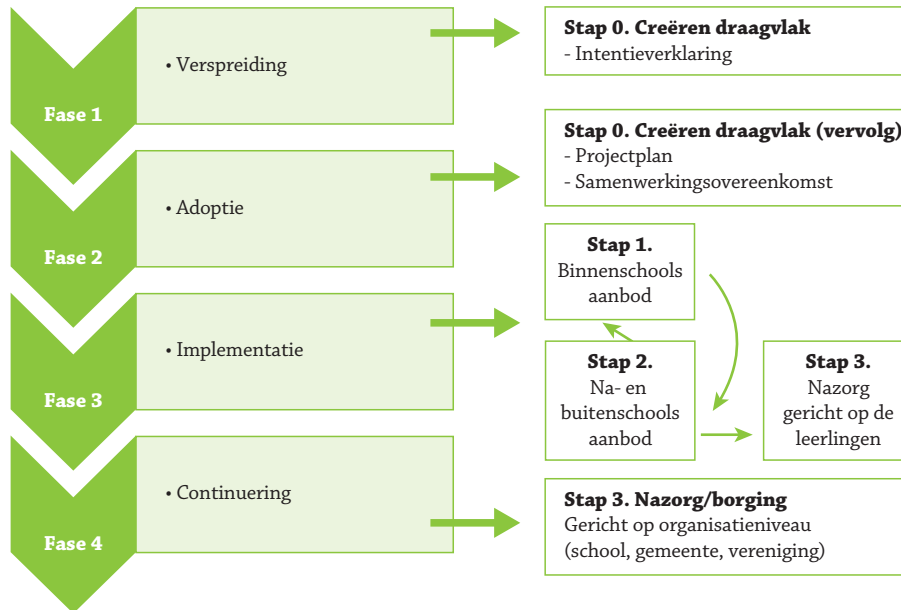 Fase 1
• Verspreiding
Stap 0. Creëren draagvlak
- Intentieverklaring
Fase 2
• Adoptie
Stap 0. Creëren draagvlak (vervolg)
- Projectplan
- Samenwerkingsovereenkomst
Fase 3
• Implementatie
Stap 1.
Binnenschools
aanbod
Stap 2.
Na- en
buitenschools
aanbod
Stap 3.
Nazorg
gericht op de
leerlingen
Fase 4
• Continuering
Stap 3. Nazorg/borging
Gericht op organisatieniveau
(school, gemeente, vereniging)